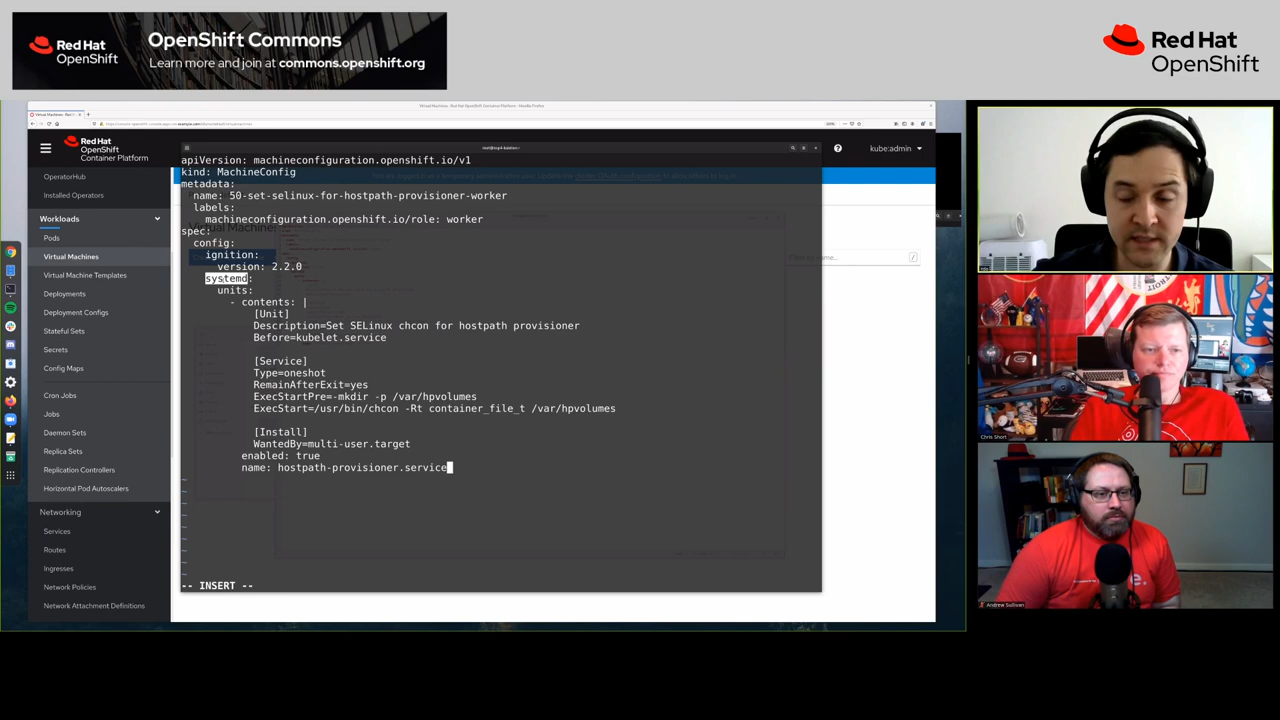 Red Hat
OpenShift
OpenShift Commons
Learn more and join at commons.openshift.org
Red Hat
OpenShift
Red Hat
OpenShift
Container Platform
kube:admin
OperatorHub
Installed Operators
Workloads
Pods
Virtual Machines
Virtual Machine Templates
Deployments
Deployment Configs
Stateful Sets
Secrets
Config Maps
Cron Jobs
Jobs
Daemon Sets
Replica Sets
Replication Controllers
Horizontal Pod Autoscalers
Networking
Services
Routes
Ingresses
Network Policies
Network Attachment Definitions
Virtual Machine
apiVersion: machineconfiguration.openshift.io/v1
kind: MachineConfig
metadata:
name: 50-set-selinux-for-hostpath-provisioner-worker
labels:
machineconfiguration.openshift.io/role: worker
spec:
config:
ignition:
version: 2.2.0
systemd:
units:
- contents: |
[Unit]
Description=Set SELinux chcon for hostpath provisioner
Before=kubelet.service
[Service]
Type=oneshot
RemainAfterExit=yes
ExecStartPre=-mkdir -p /var/hpvolumes
ExecStart=/usr/bin/chcon -Rt container_file_t /var/hpvolumes
[Install]
WantedBy=multi-user.target
enabled: true
name: hostpath-provisioner.service
~
~
~
~
~
~
~
~
~
-- INSERT --
Chris Short
Andrew Sullivan